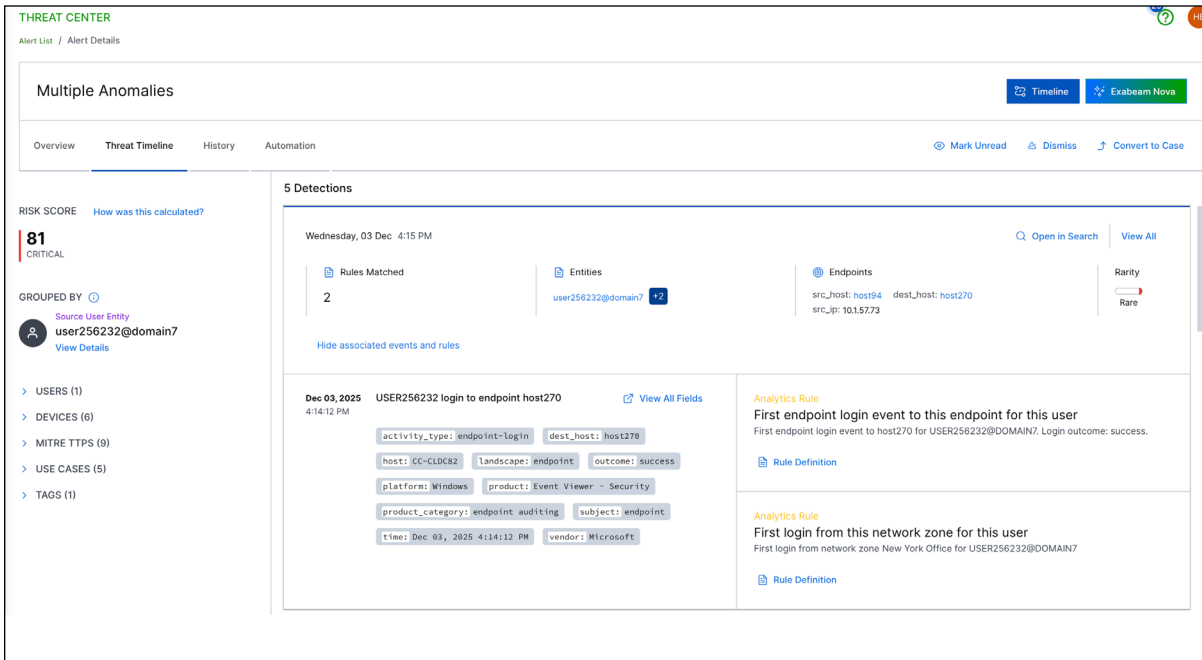 THREAT CENTER
Alert List / Alert Details
Multiple Anomalies
Timeline
Exabeam Nova
Overview
Threat Timeline
History
Automation
Mark Unread
Dismiss
Convert to Case
RISK SCORE How was this calculated?
81
CRITICAL
GROUPED BY
Source User Entity
user256232@domain7
View Details
USERS (1)
DEVICES (6)
MITRE TTPS (9)
USE CASES (5)
TAGS (1)
5 Detections
Wednesday, 03 Dec 4:15 PM
Open in Search
View All
Rules Matched
2
Entities
user256232@domain7 +2
Endpoints
src_host: host94 dest_host: host270
src_ip: 10.1.57.73
Rarity
Rare
Hide associated events and rules
Dec 03, 2025
4:14:12 PM
USER256232 login to endpoint host270
View All Fields
activity_type: endpoint-login dest_host: host270
host: CC-CLDC82 landscape: endpoint outcome: success
platform: Windows product: Event Viewer - Security
product_category: endpoint auditing subject: endpoint
time: Dec 03, 2025 4:14:12 PM vendor: Microsoft
Analytics Rule
First endpoint login event to this endpoint for this user
First endpoint login event to host270 for USER256232@DOMAIN7. Login outcome: success.
Rule Definition
Analytics Rule
First login from this network zone for this user
First login from network zone New York Office for USER256232@DOMAIN7
Rule Definition